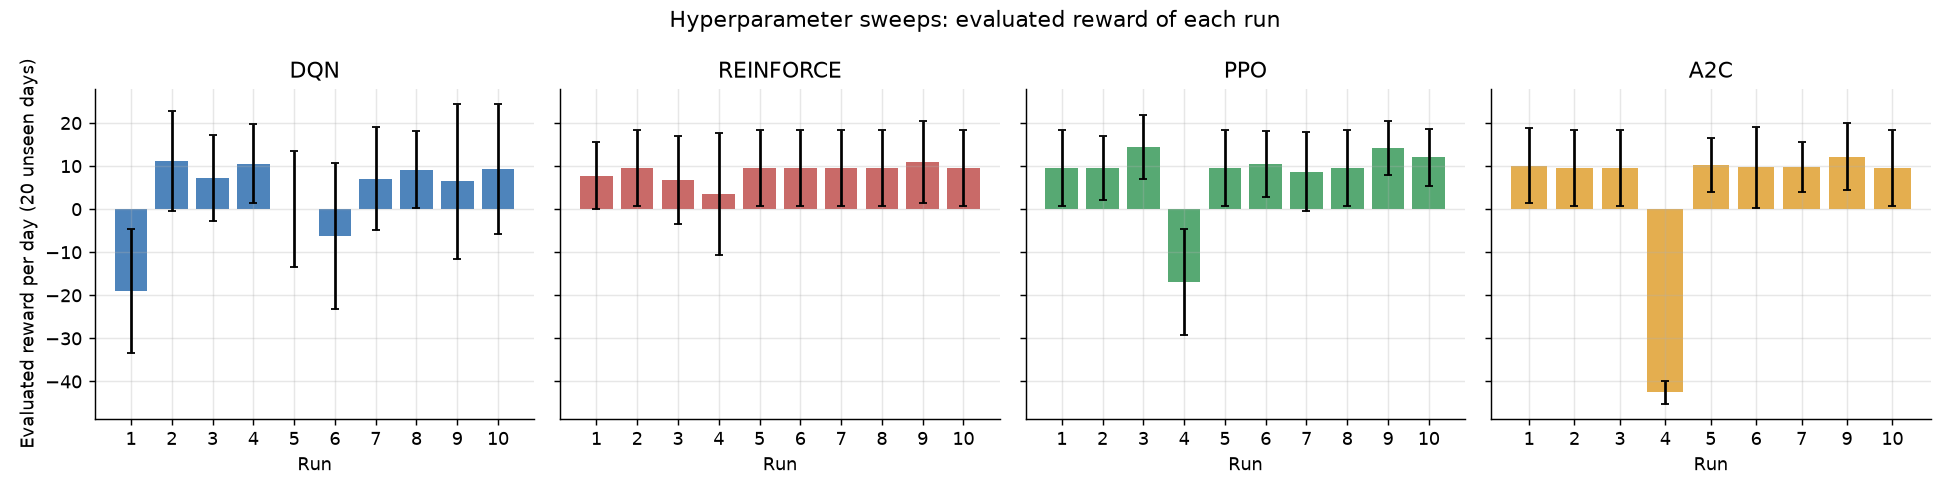 Hyperparameter sweeps: evaluated reward of each run
DQN
REINFORCE
PPO
A2C
Evaluated reward per day (20 unseen days)
20
10
0
−10
−20
−30
−40
1 2 3 4 5 6 7 8 9 10
1 2 3 4 5 6 7 8 9 10
1 2 3 4 5 6 7 8 9 10
1 2 3 4 5 6 7 9 10
Run
Run
Run
Run